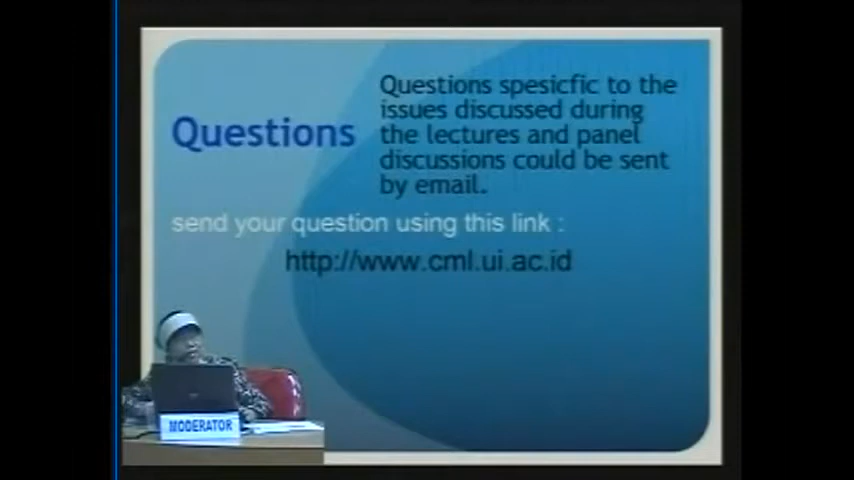 Questions spesicfic to the
issues discussed during
the lectures and panel
discussions could be sent
by email.
Questions
send your question using this link :
http://www.cml.ui.ac.id
MODERATOR